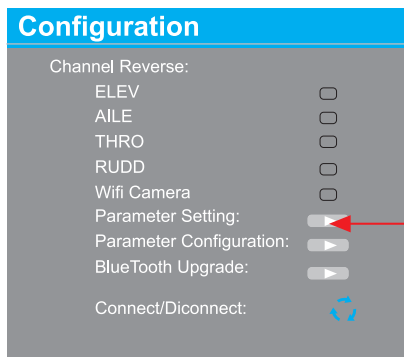 Configuration
Channel Reverse:
ELEV
AILE
THRO
RUDD
Wifi Camera
Parameter Setting:
Parameter Configuration:
BlueTooth Upgrade:
Connect/Diconnect: